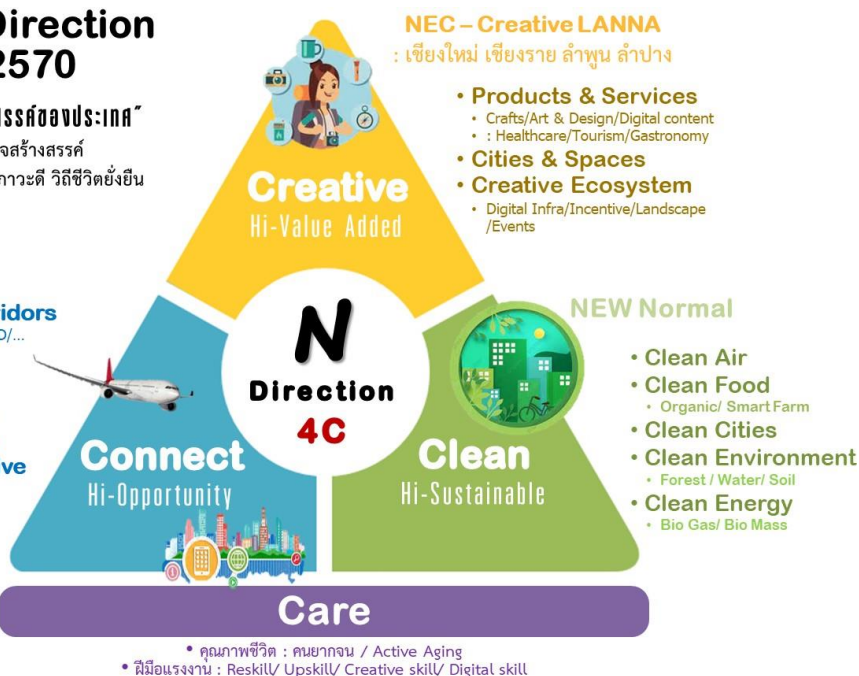 Direction
2570
NEC – Creative LANNA
: เชียงใหม่ เชียงราย ลำพูน ลำปาง
• Products & Services
• Crafts/Art & Design/Digital content
• : Healthcare/Tourism/Gastronomy
• Cities & Spaces
• Creative Ecosystem
• Digital Infra/Incentive/Landscape
/Events
สรรค์ของประเทศ"
จสร้างสรรค์
ภาวะดี วิถีชีวิตยั่งยืน
Creative
Hi-Value Added
ridors
D/...
ive
N
Direction
4C
Connect
Hi-Opportunity
Clean
Hi-Sustainable
NEW Normal
• Clean Air
• Clean Food
• Organic/ Smart Farm
• Clean Cities
• Clean Environment
• Forest / Water/ Soil
• Clean Energy
• Bio Gas/ Bio Mass
Care
• คุณภาพชีวิต : คนยากจน / Active Aging
• ฝีมือแรงงาน : Reskill/ Upskill/ Creative skill/ Digital skill